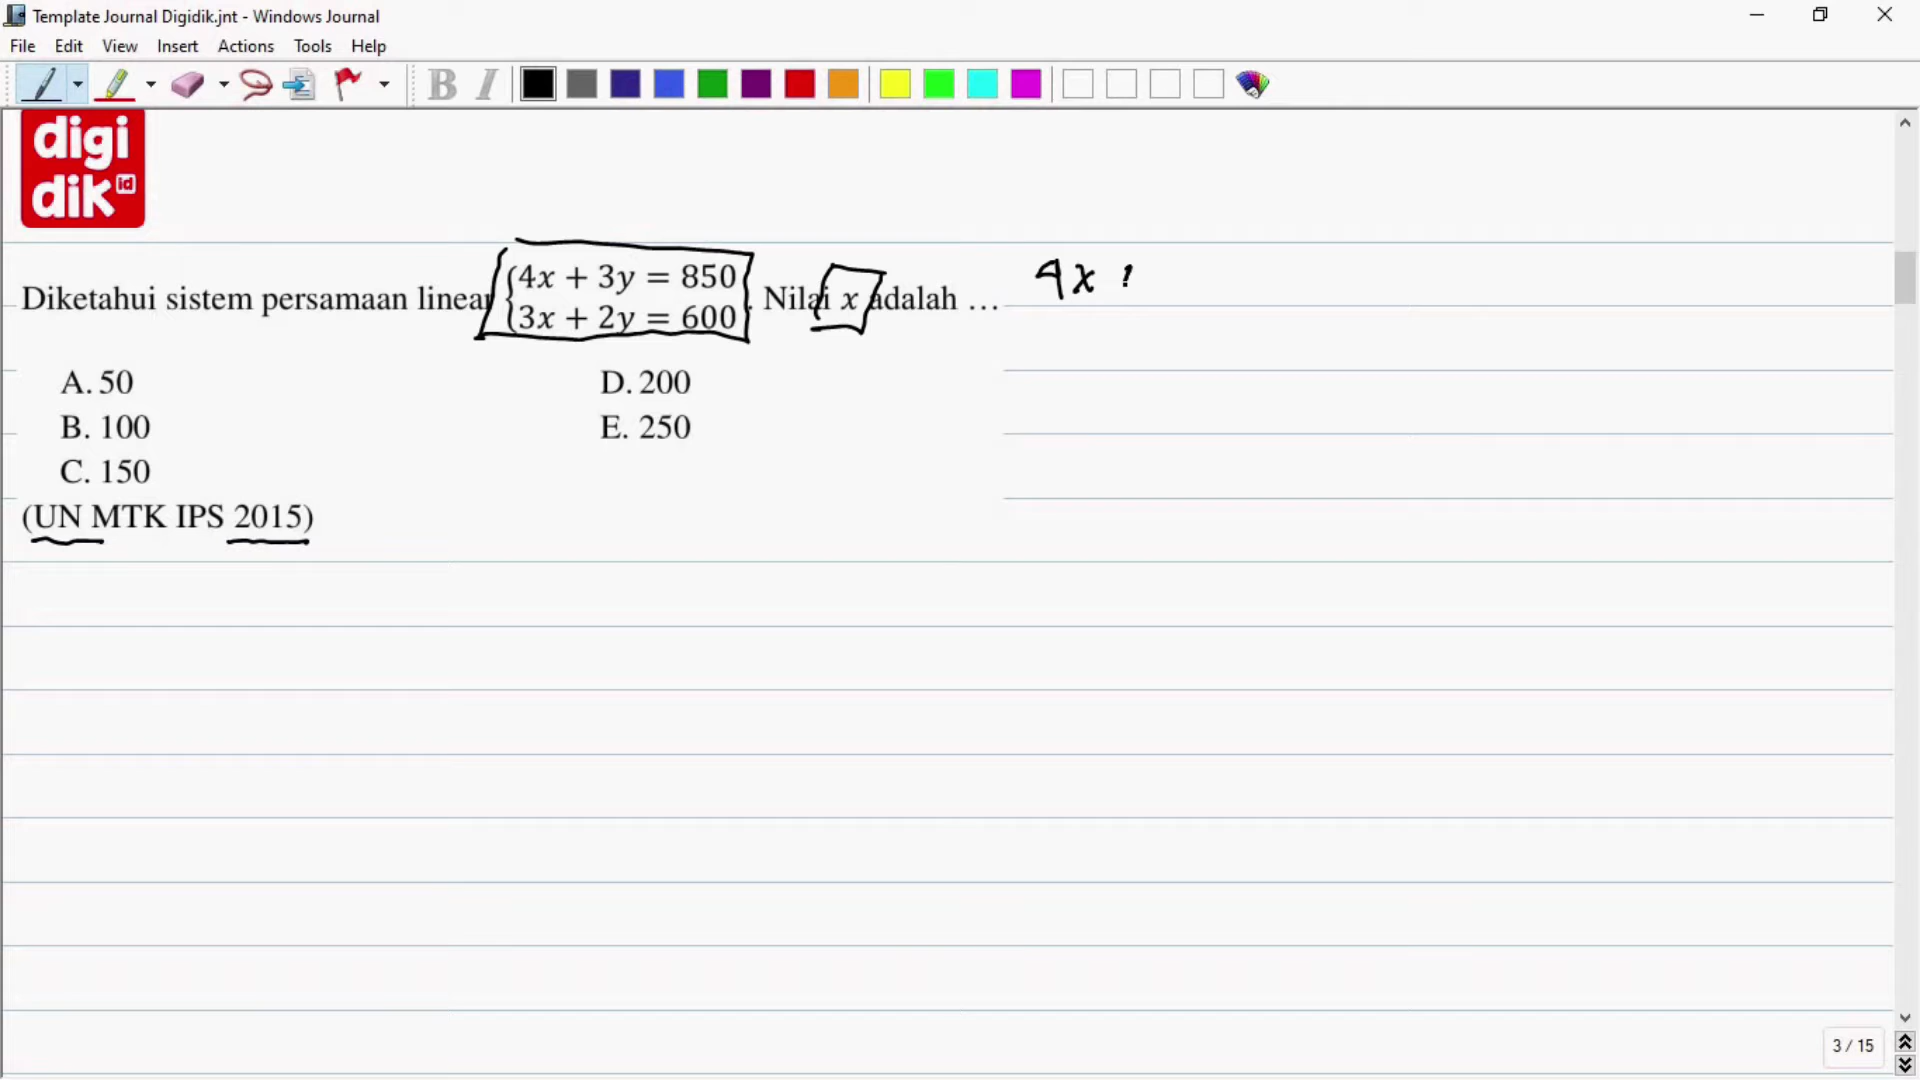 Template Journal Digidik.jnt - Windows Journal
File Edit View Insert Actions Tools Help
B I
digi
dik id
Diketahui sistem persamaan linear {4x + 3y = 850 . Nilai x adalah …
3x + 2y = 600
4x
A. 50 D. 200
B. 100 E. 250
C. 150
(UN MTK IPS 2015)
3 / 15